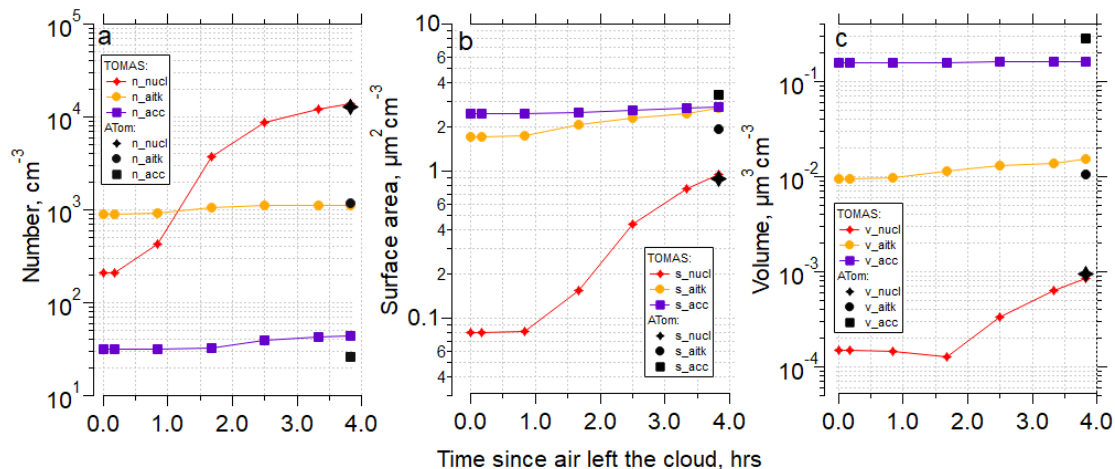 a
10^5
10^4
10^3
10^2
10^1
Number, cm^-3
TOMAS:
n_nucl
n_aitk
n_acc
ATom:
n_nucl
n_aitk
n_acc
0.0 1.0 2.0 3.0 4.0
b
10
8
6
4
2
1
8
6
4
2
0.1
8
6
4
3
Surface area, µm^2 cm^-3
TOMAS:
s_nucl
s_aitk
s_acc
ATom:
s_nucl
s_aitk
s_acc
0.0 1.0 2.0 3.0 4.0
c
10^-1
10^-2
10^-3
10^-4
Volume, µm^3 cm^-3
TOMAS:
v_nucl
v_aitk
v_acc
ATom:
v_nucl
v_aitk
v_acc
0.0 1.0 2.0 3.0 4.0
Time since air left the cloud, hrs